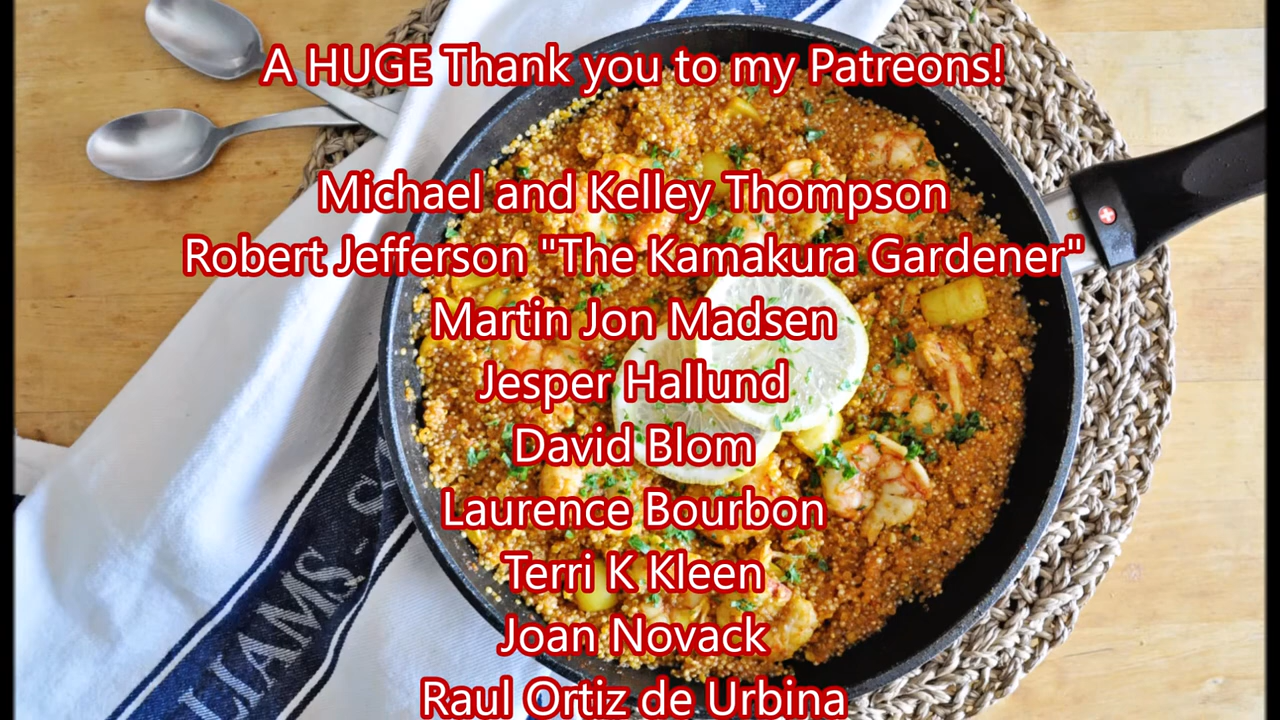 A HUGE Thank you to my Patreons!
Michael and Kelley Thompson
Robert Jefferson "The Kamakura Gardener"
Martin Jon Madsen
Jesper Hallund
David Blom
Laurence Bourbon
Terri K Kleen
Joan Novack
Raul Ortiz de Urbina
LIAMS